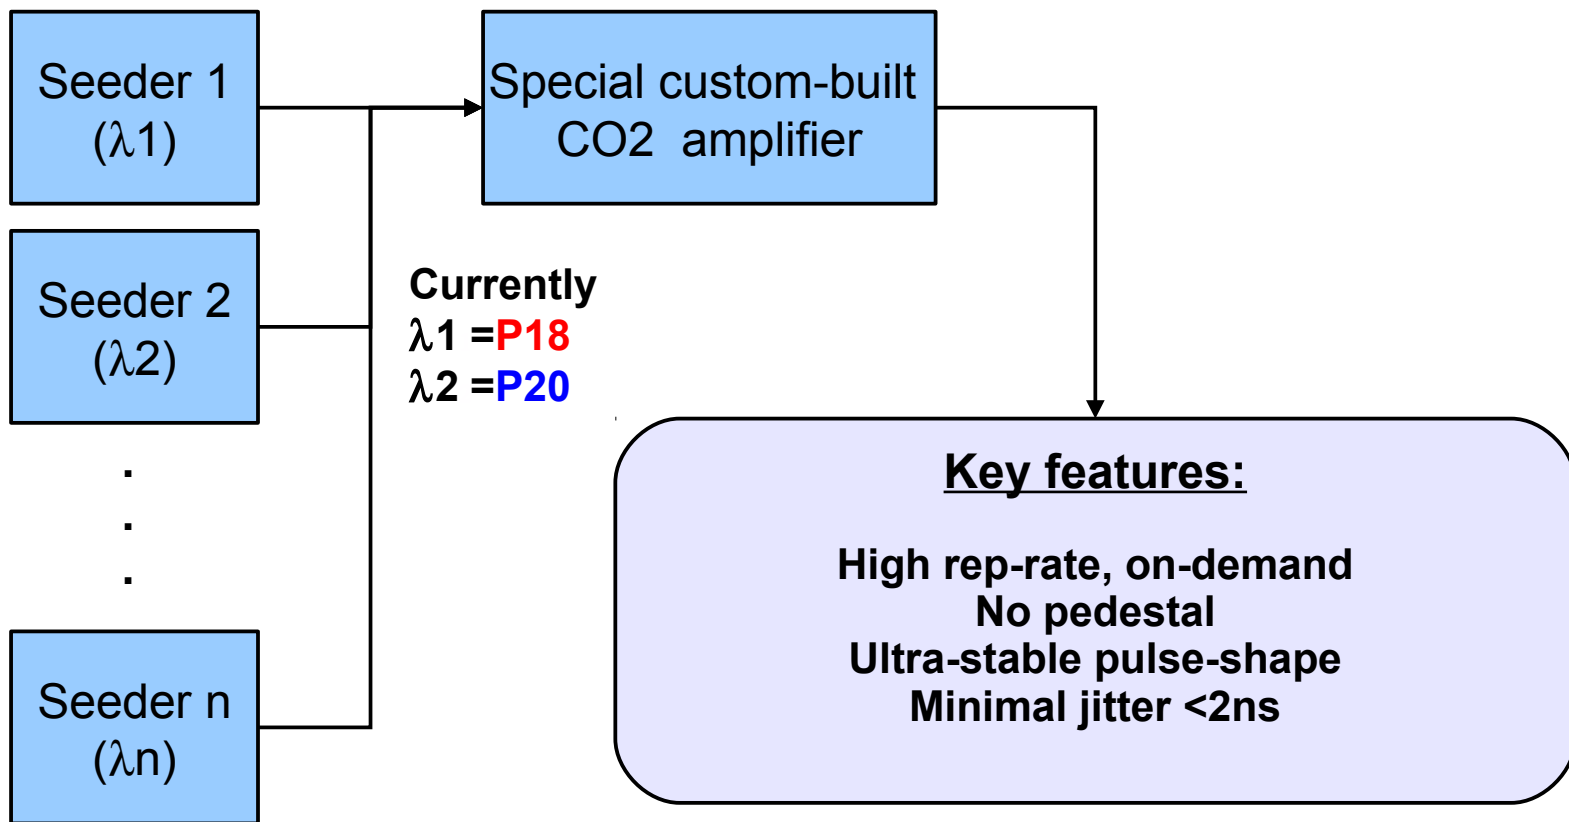 Seeder 1
(λ1)
Special custom-built
CO2 amplifier
Seeder 2
(λ2)
Currently
λ1 =P18
λ2 =P20
.
.
.
Seeder n
(λn)
Key features:
High rep-rate, on-demand
No pedestal
Ultra-stable pulse-shape
Minimal jitter <2ns